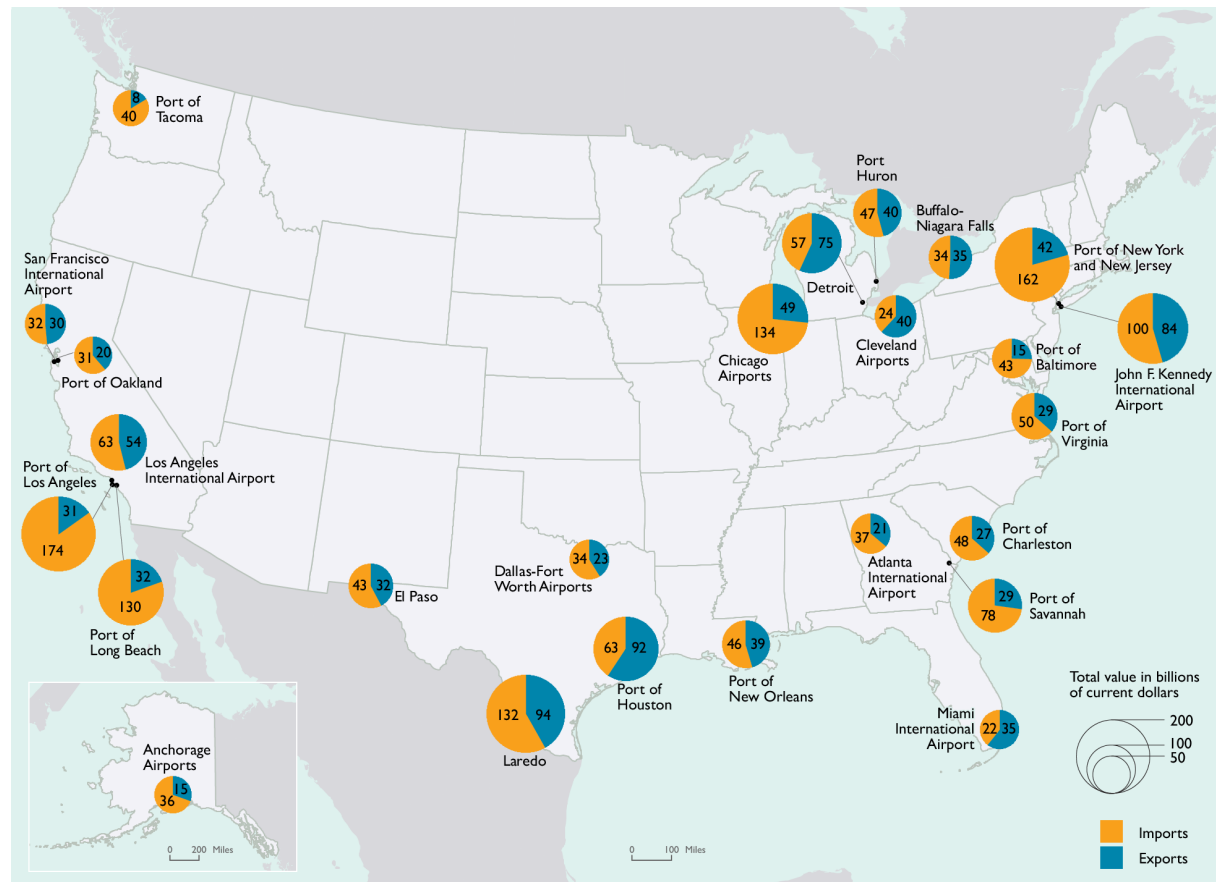 8
40
Port of
Tacoma
Port
Huron
47
40
Buffalo-
Niagara Falls
34
35
57
75
Detroit
42
162
Port of New York
and New Jersey
San Francisco
International
Airport
32
30
31
20
Port of Oakland
49
134
Chicago
Airports
24
40
Cleveland
Airports
100
84
John F. Kennedy
International
Airport
15
43
Port of
Baltimore
29
50
Port of
Virginia
63
54
Los Angeles
International Airport
Port of
Los Angeles
31
174
32
130
Port of
Long Beach
43
32
El Paso
34
23
Dallas-Fort
Worth Airports
37
21
Atlanta
International
Airport
48
27
Port of
Charleston
29
78
Port of
Savannah
63
92
Port of
Houston
46
39
Port of
New Orleans
132
94
Laredo
Miami
International
Airport
22
35
Anchorage
Airports
15
36
0 200 Miles
0 100 Miles
Total value in billions
of current dollars
200
100
50
Imports
Exports